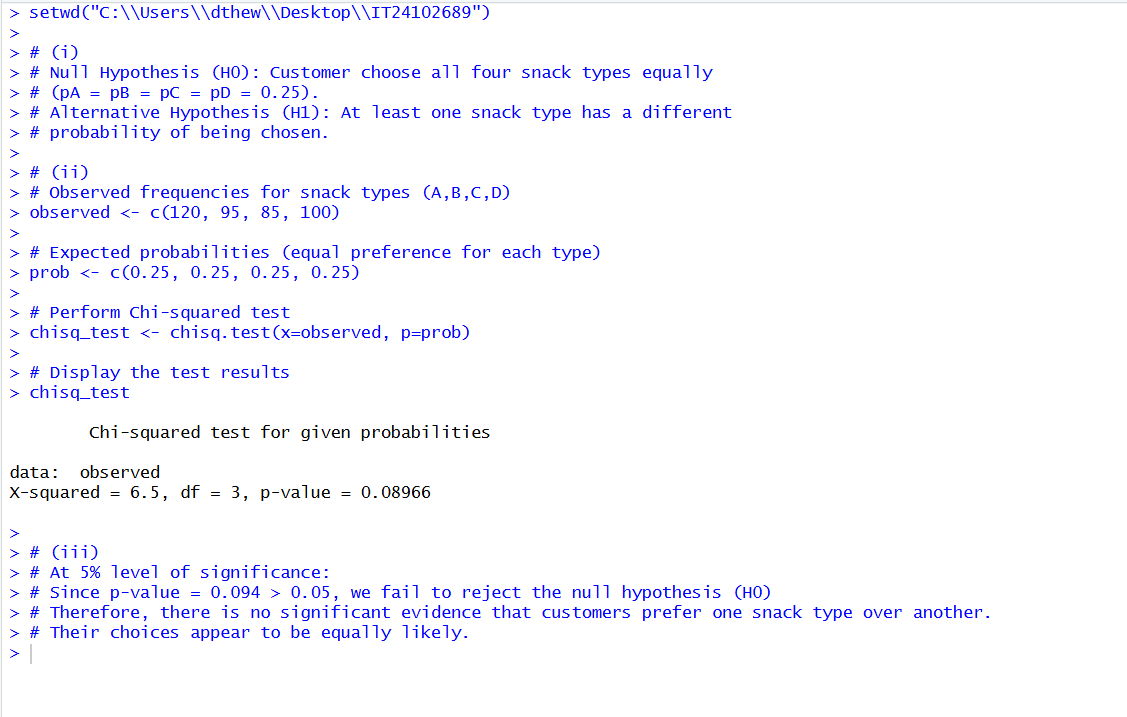 > setwd("C:\\Users\\dthew\\Desktop\\IT24102689")
>
> # (i)
> # Null Hypothesis (H0): Customer choose all four snack types equally
> # (pA = pB = pC = pD = 0.25).
> # Alternative Hypothesis (H1): At least one snack type has a different
> # probability of being chosen.
>
> # (ii)
> # Observed frequencies for snack types (A,B,C,D)
> observed <- c(120, 95, 85, 100)
>
> # Expected probabilities (equal preference for each type)
> prob <- c(0.25, 0.25, 0.25, 0.25)
>
> # Perform Chi-squared test
> chisq_test <- chisq.test(x=observed, p=prob)
>
> # Display the test results
> chisq_test
Chi-squared test for given probabilities
data:  observed
X-squared = 6.5, df = 3, p-value = 0.08966
>
> # (iii)
> # At 5% level of significance:
> # Since p-value = 0.094 > 0.05, we fail to reject the null hypothesis (H0)
> # Therefore, there is no significant evidence that customers prefer one snack type over another.
> # Their choices appear to be equally likely.
>